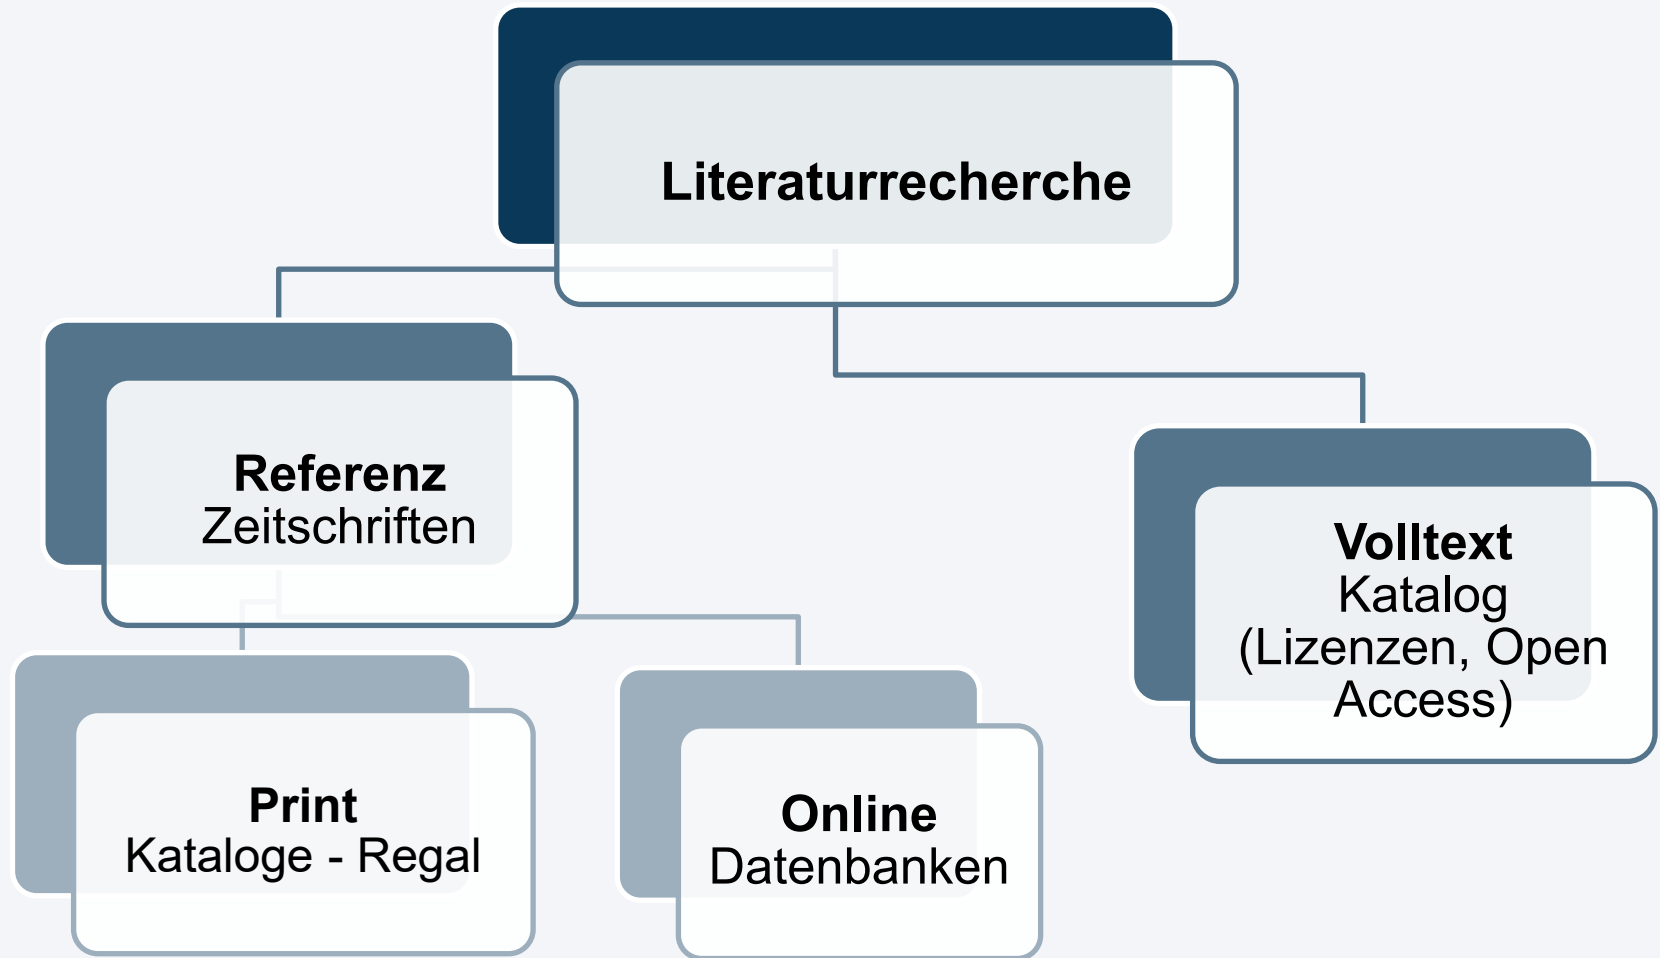 Literaturrecherche
Referenz
Zeitschriften
Volltext
Katalog
(Lizenzen, Open
Access)
Print
Kataloge - Regal
Online
Datenbanken